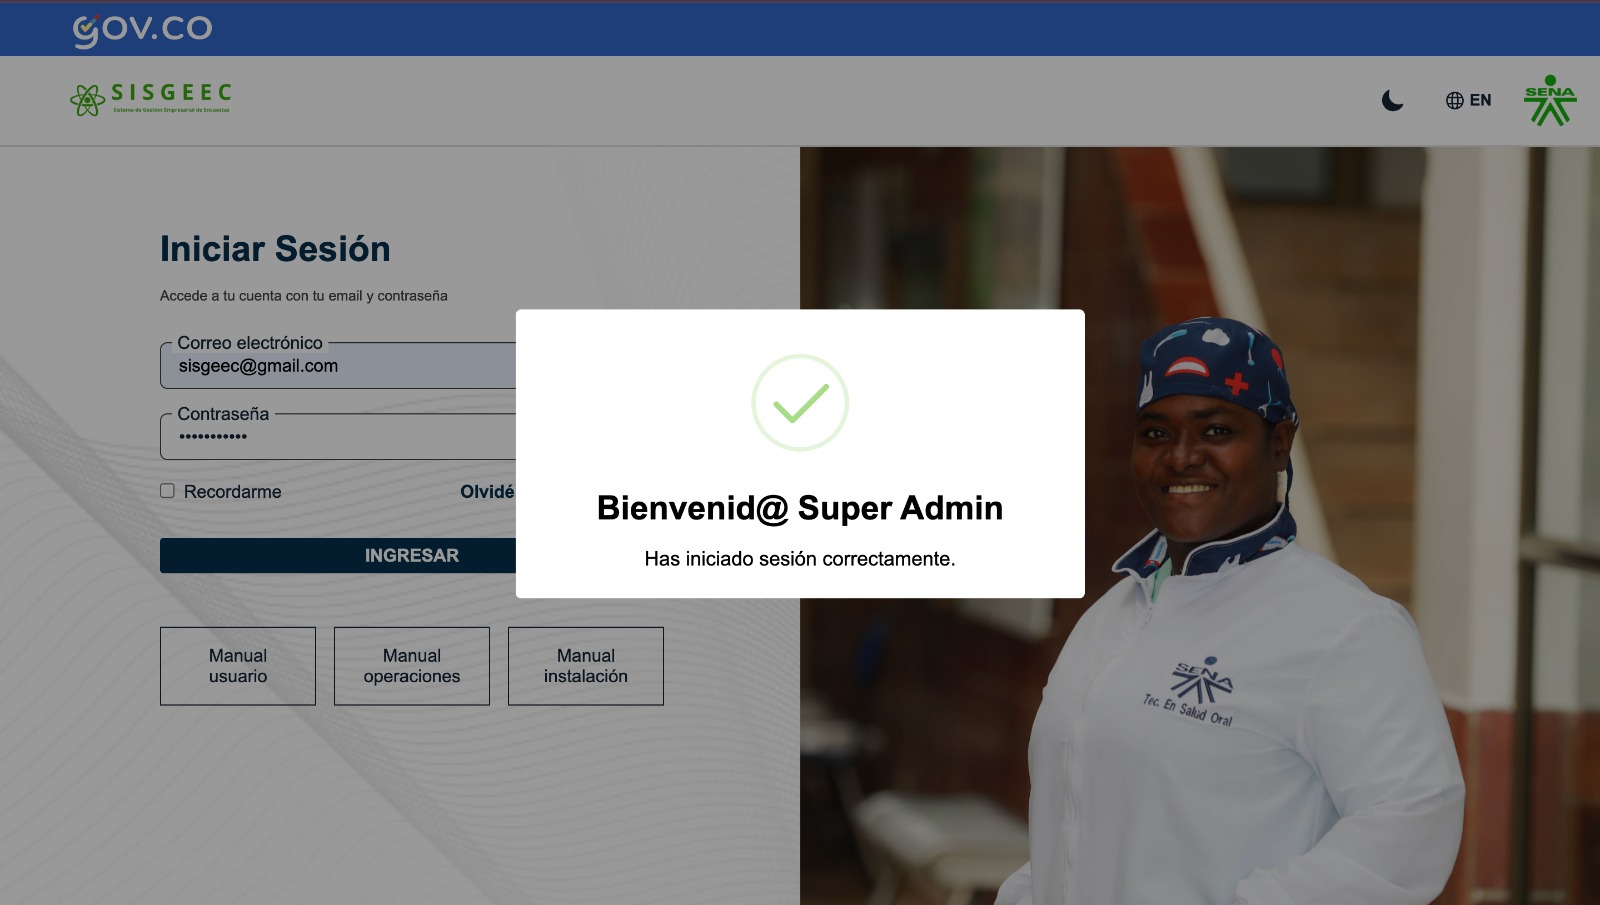 gov.co
SISGEEC
Sistema de Gestión Empresarial de Encuestas
EN
SENA
Iniciar Sesión
Accede a tu cuenta con tu email y contraseña
Correo electrónico
sisgeec@gmail.com
Contraseña
•••••••••••
Recordarme
Olvidé
INGRESAR
Manual
usuario
Manual
operaciones
Manual
instalación
Bienvenid@ Super Admin
Has iniciado sesión correctamente.
SENA
Tec. En Salud Oral